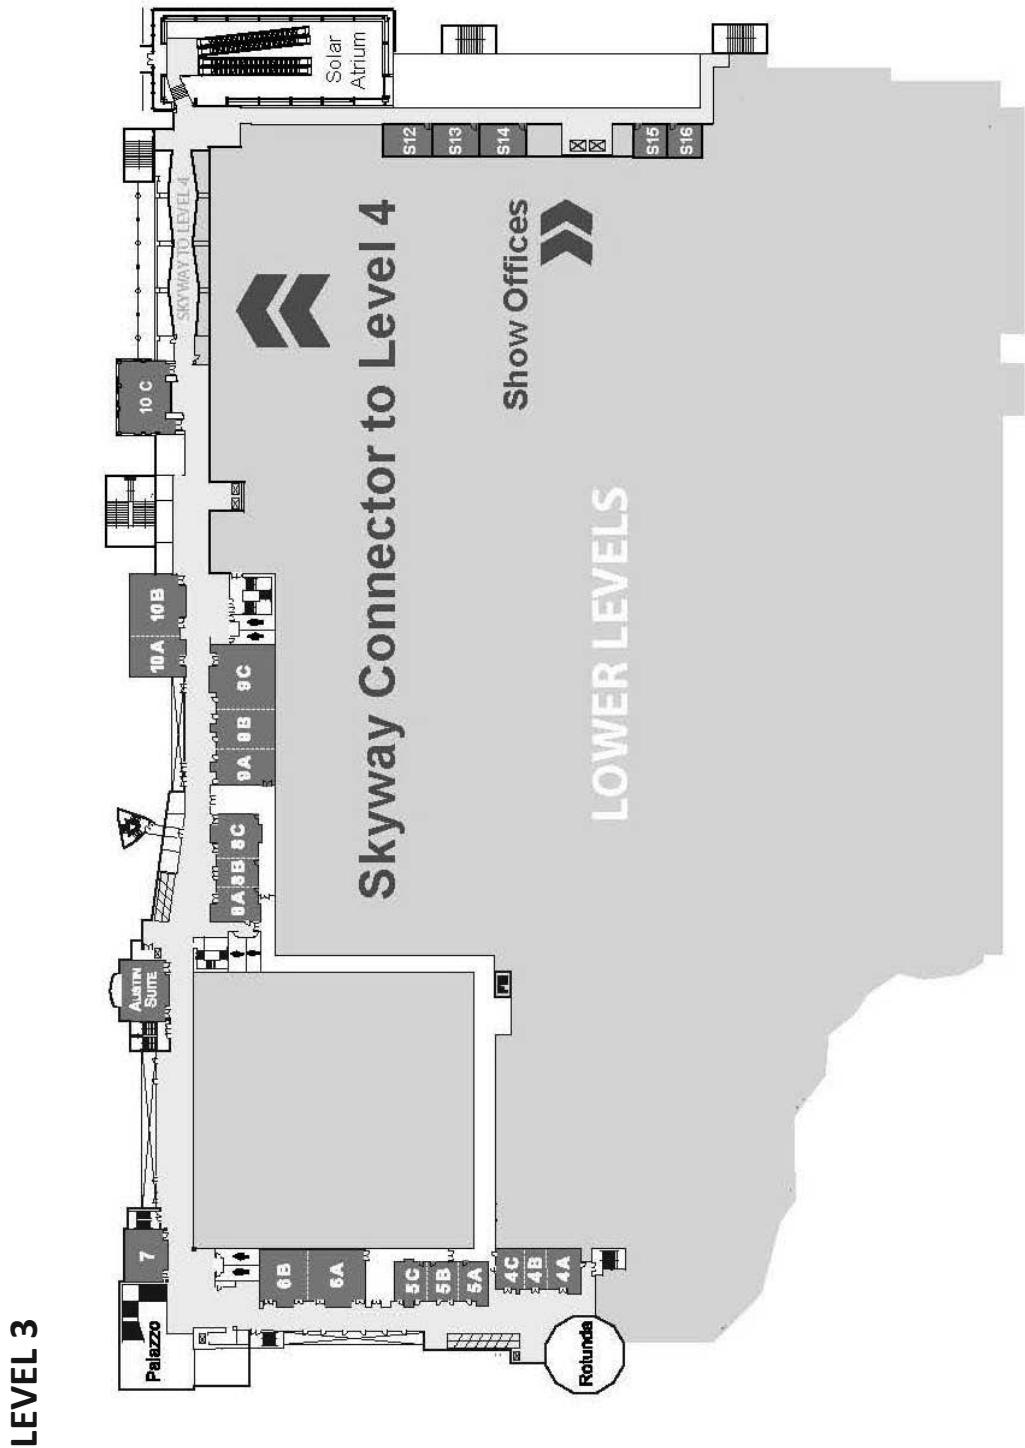 LEVEL 3
Palazzo
7
AUSTIN
SUITE
10A
10B
10 C
SKYWAY TO LEVEL 4
Solar
Atrium
6B
6A
5C
5B
5A
4C
4B
4A
Rotunda
8A
8B
8C
9A
9B
9C
Skyway Connector to Level 4
Show Offices
LOWER LEVELS
S12
S13
S14
S15
S16